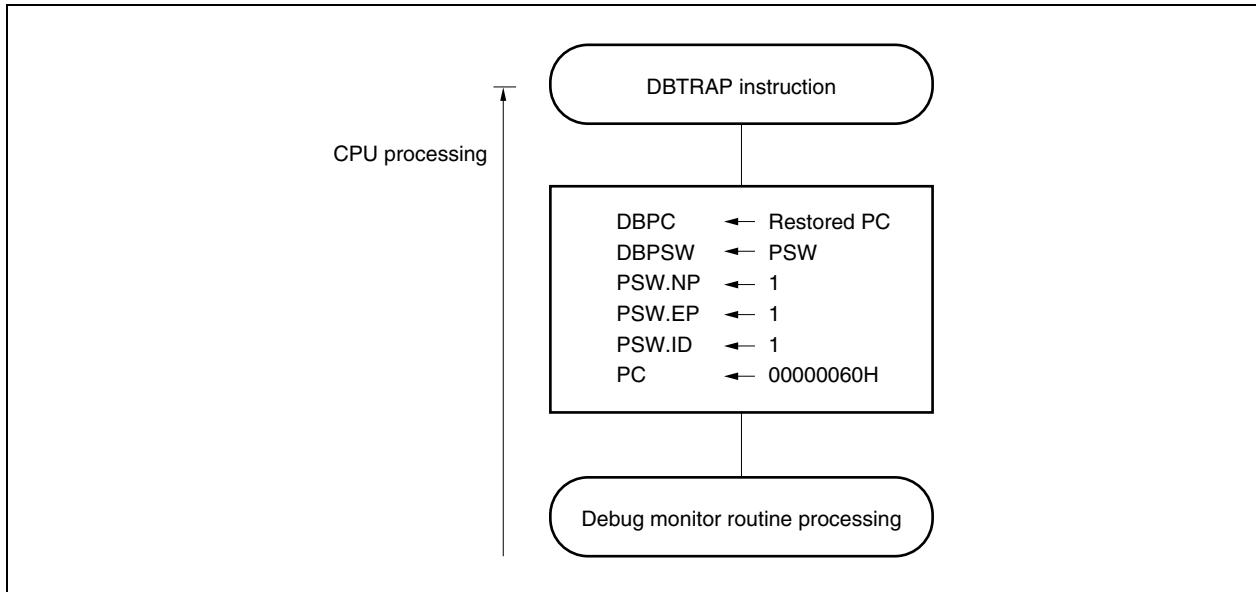 DBTRAP instruction
CPU processing
DBPC ← Restored PC
DBPSW ← PSW
PSW.NP ← 1
PSW.EP ← 1
PSW.ID ← 1
PC ← 00000060H
Debug monitor routine processing